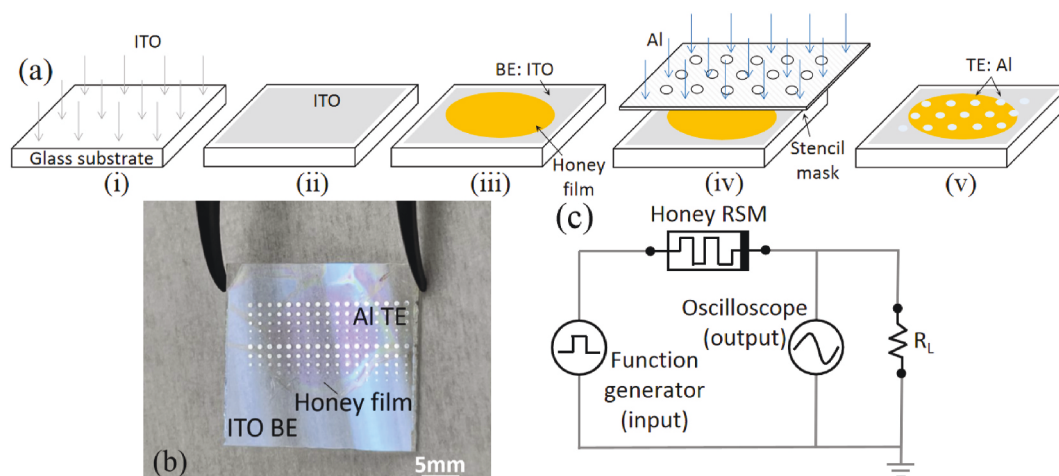 (a)
ITO
Glass substrate
(i)
ITO
(ii)
BE: ITO
Honey
film
(iii)
Al
Stencil
mask
(iv)
TE: Al
(v)
(b)
Al TE
Honey film
ITO BE
5mm
(c)
Honey RSM
Oscilloscope
(output)
Function
generator
(input)
RL